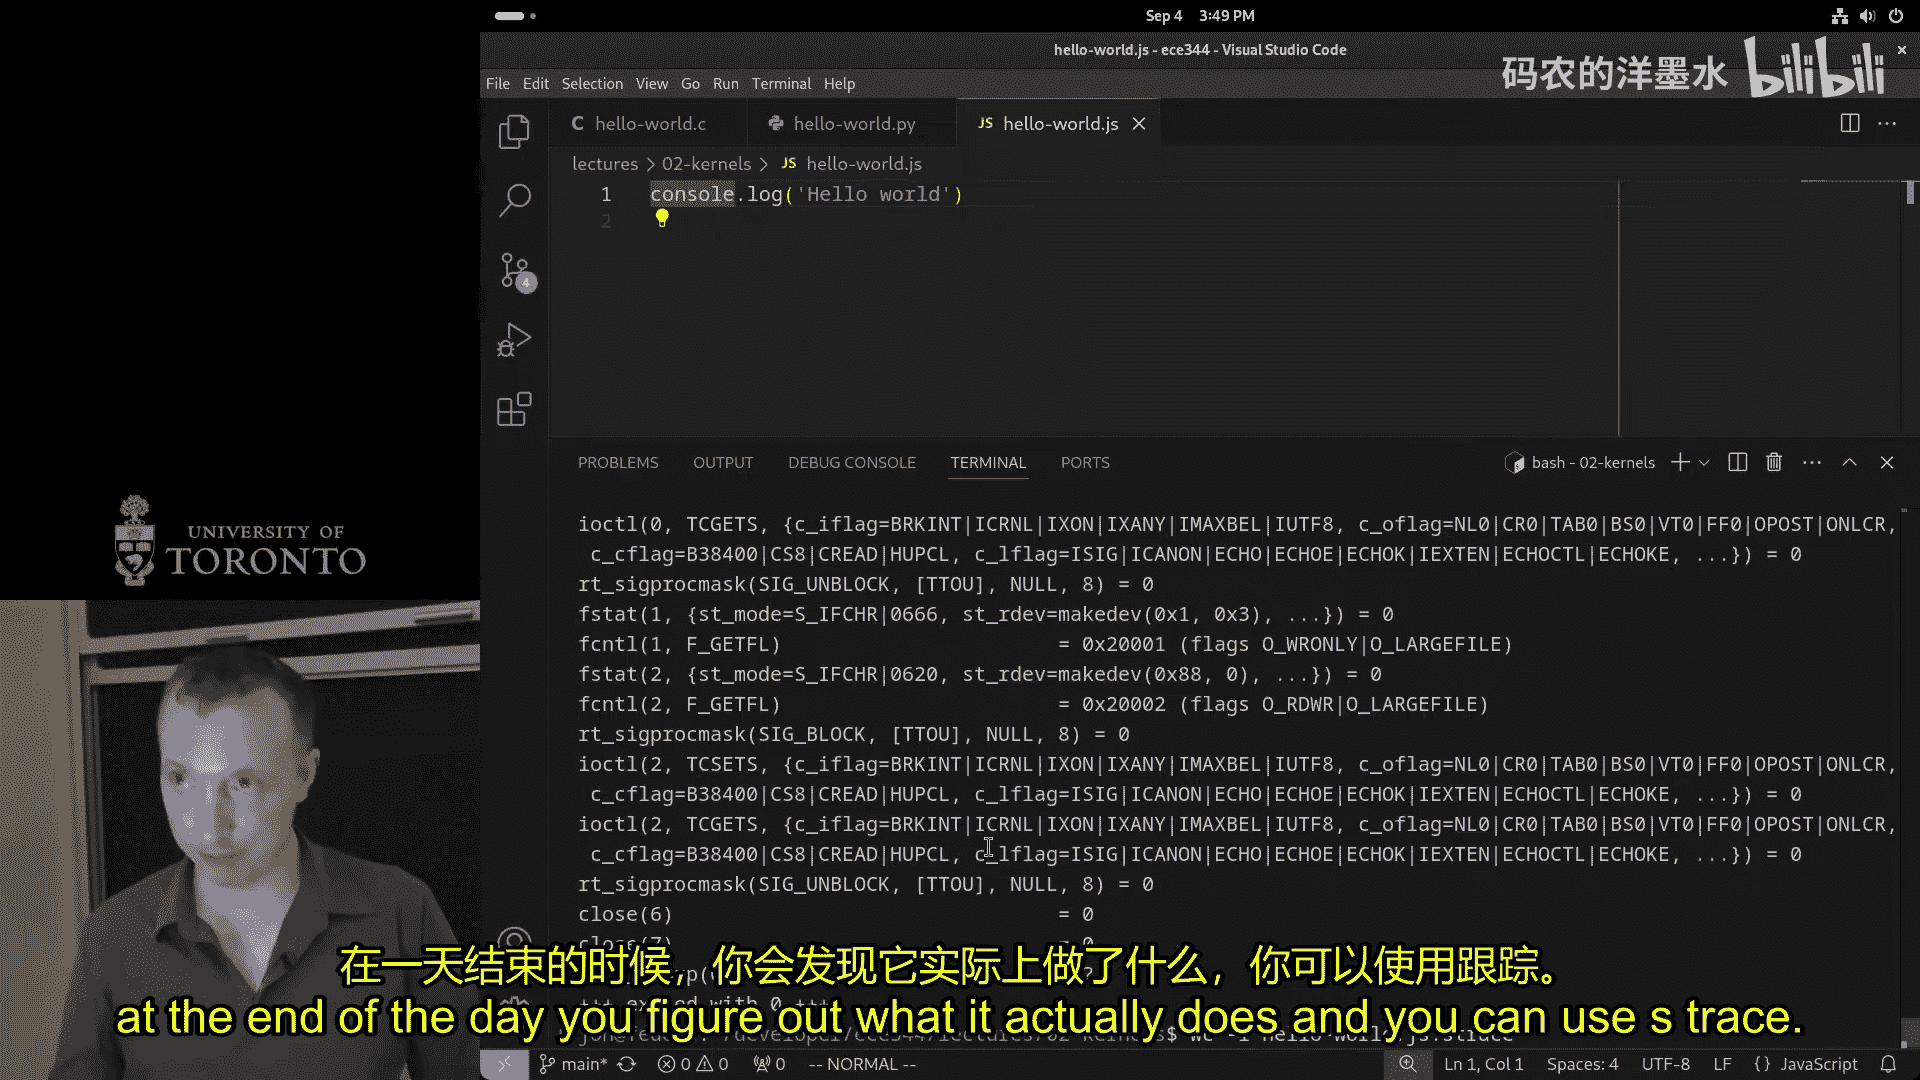 Sep 4 3:49 PM
hello-world.js - ece344 - Visual Studio Code
码农的洋墨水 bilibili
File Edit Selection View Go Run Terminal Help
C hello-world.c
hello-world.py
JS hello-world.js
lectures > 02-kernels > JS hello-world.js
1 console.log('Hello world')
2
4
PROBLEMS OUTPUT DEBUG CONSOLE TERMINAL PORTS
bash - 02-kernels
ioctl(0, TCGETS, {c_iflag=BRKINT|ICRNL|IXON|IXANY|IMAXBEL|IUTF8, c_oflag=NL0|CR0|TAB0|BS0|VT0|FF0|OPOST|ONLCR,
c_cflag=B38400|CS8|CREAD|HUPCL, c_lflag=ISIG|ICANON|ECHO|ECHOE|ECHOK|IEXTEN|ECHOCTL|ECHOKE, ...}) = 0
rt_sigprocmask(SIG_UNBLOCK, [TTOU], NULL, 8) = 0
fstat(1, {st_mode=S_IFCHR|0666, st_rdev=makedev(0x1, 0x3), ...}) = 0
fcntl(1, F_GETFL) = 0x20001 (flags O_WRONLY|O_LARGEFILE)
fstat(2, {st_mode=S_IFCHR|0620, st_rdev=makedev(0x88, 0), ...}) = 0
fcntl(2, F_GETFL) = 0x20002 (flags O_RDWR|O_LARGEFILE)
rt_sigprocmask(SIG_BLOCK, [TTOU], NULL, 8) = 0
ioctl(2, TCSETS, {c_iflag=BRKINT|ICRNL|IXON|IXANY|IMAXBEL|IUTF8, c_oflag=NL0|CR0|TAB0|BS0|VT0|FF0|OPOST|ONLCR,
c_cflag=B38400|CS8|CREAD|HUPCL, c_lflag=ISIG|ICANON|ECHO|ECHOE|ECHOK|IEXTEN|ECHOCTL|ECHOKE, ...}) = 0
ioctl(2, TCGETS, {c_iflag=BRKINT|ICRNL|IXON|IXANY|IMAXBEL|IUTF8, c_oflag=NL0|CR0|TAB0|BS0|VT0|FF0|OPOST|ONLCR,
c_cflag=B38400|CS8|CREAD|HUPCL, c_lflag=ISIG|ICANON|ECHO|ECHOE|ECHOK|IEXTEN|ECHOCTL|ECHOKE, ...}) = 0
rt_sigprocmask(SIG_UNBLOCK, [TTOU], NULL, 8) = 0
close(6) = 0
UNIVERSITY OF
TORONTO
在一天结束的时候，你会发现它实际上做了什么，你可以使用跟踪。
at the end of the day you figure out what it actually does and you can use s trace.
main* 0 0 0 -- NORMAL -- Ln 1, Col 1 Spaces: 4 UTF-8 LF {} JavaScript